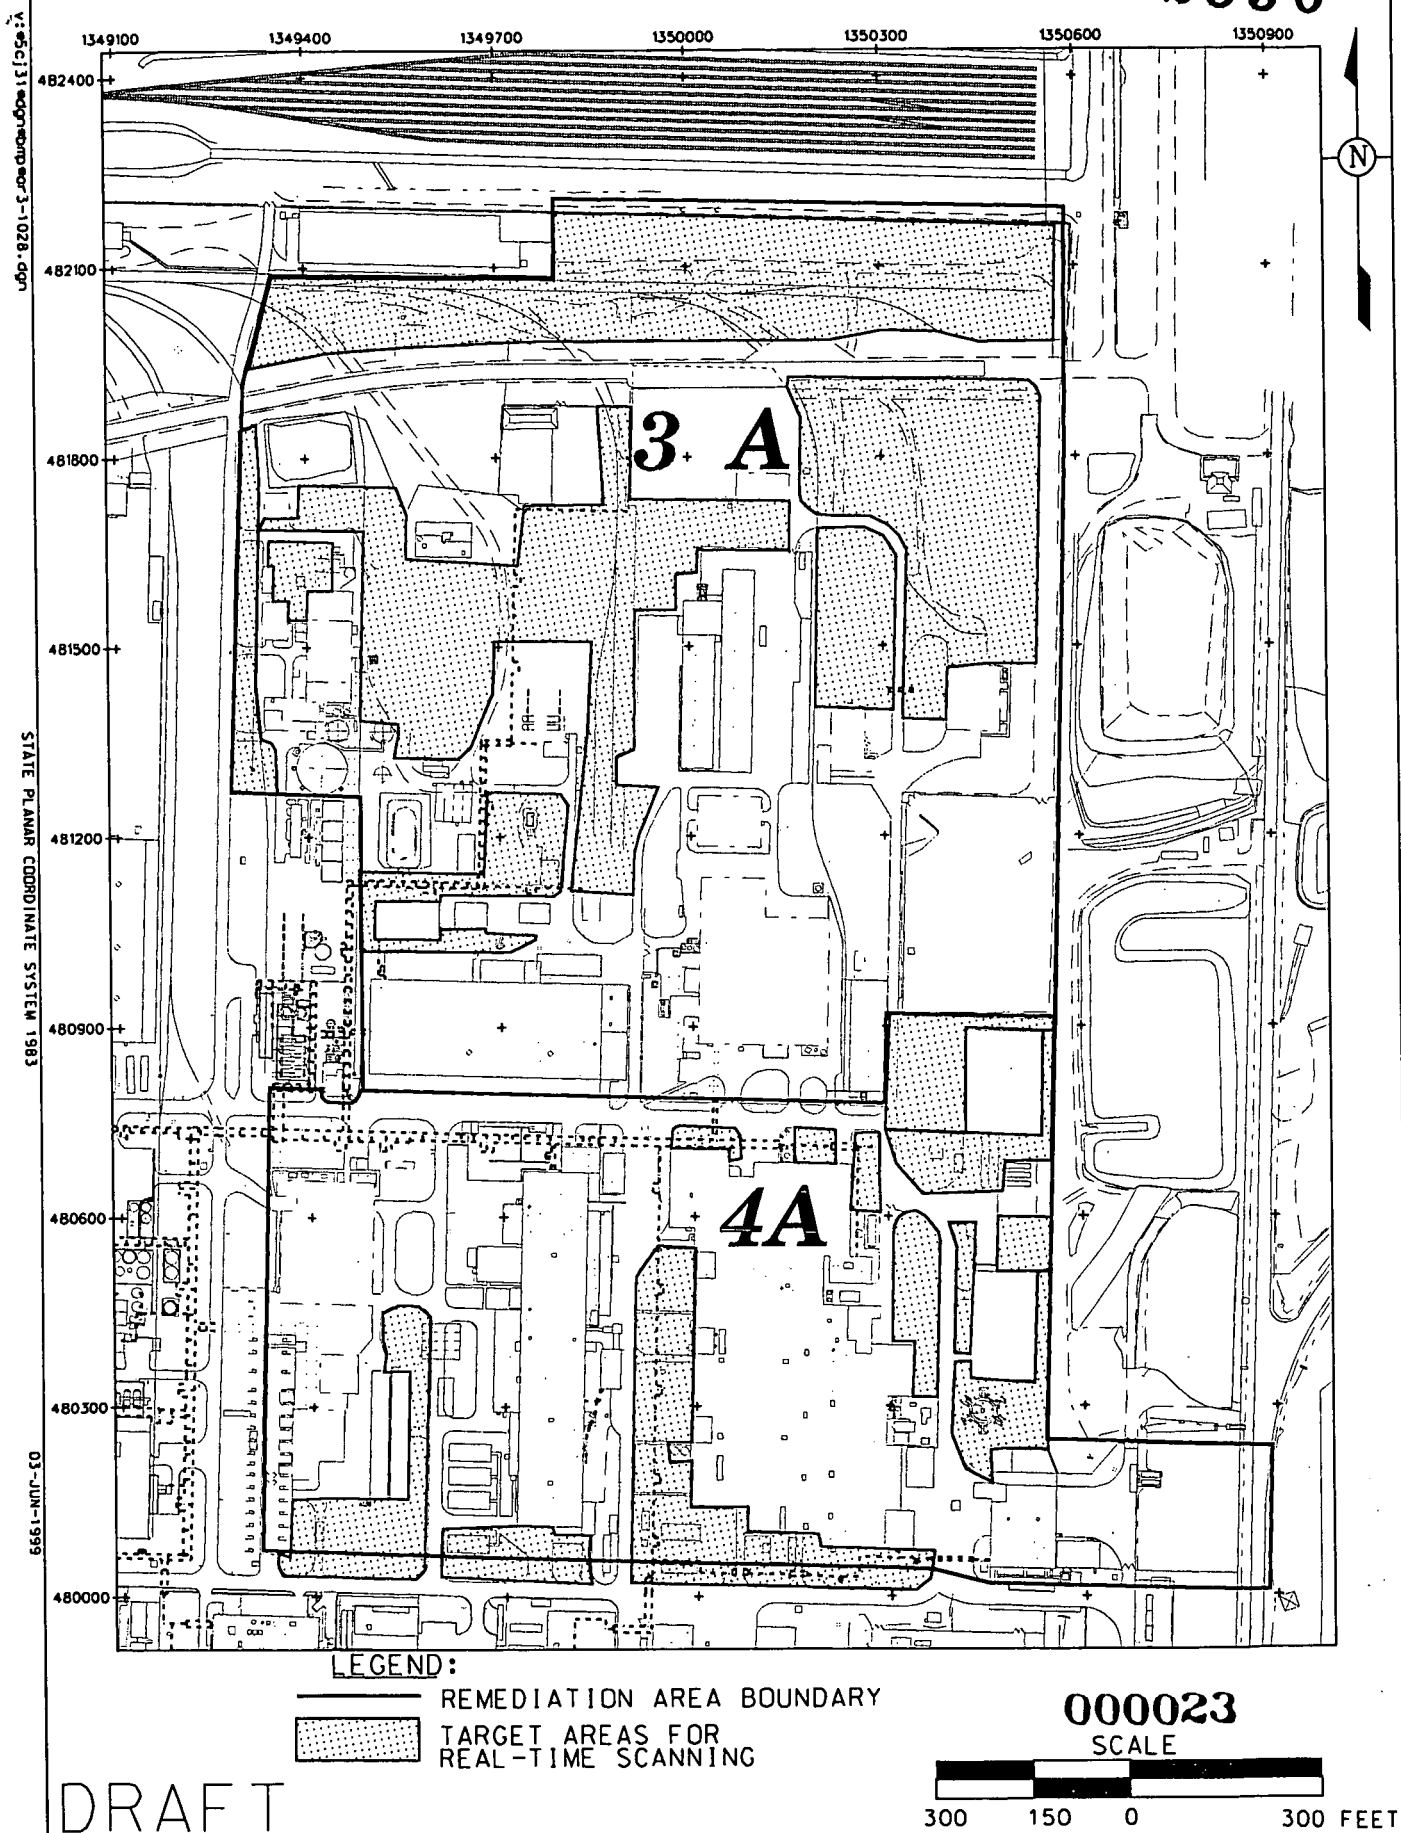 1349100 1349400 1349700 1350000 1350300 1350600 1350900
482400
N
482100
3 A
481800
481500
481200
480900
4A
480600
480300
480000
STATE PLANAR COORDINATE SYSTEM 1983
03-JUN-1999
LEGEND:
REMEDIATION AREA BOUNDARY
TARGET AREAS FOR
REAL-TIME SCANNING
000023
SCALE
300 150 0 300 FEET
DRAFT